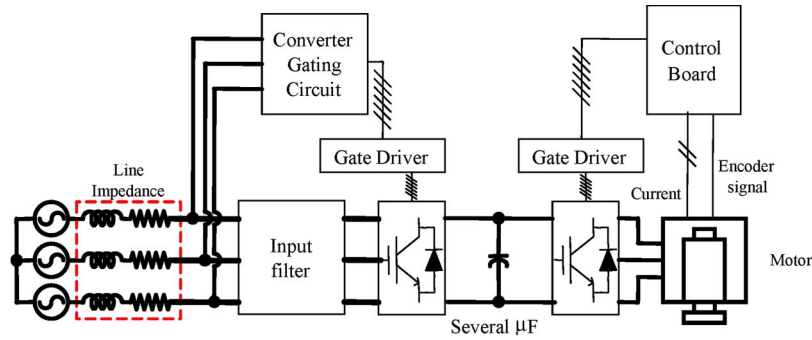 Converter
Gating
Circuit
Control
Board
Gate Driver
Gate Driver
Line
Impedance
Current
Encoder
signal
Input
filter
Motor
Several μF